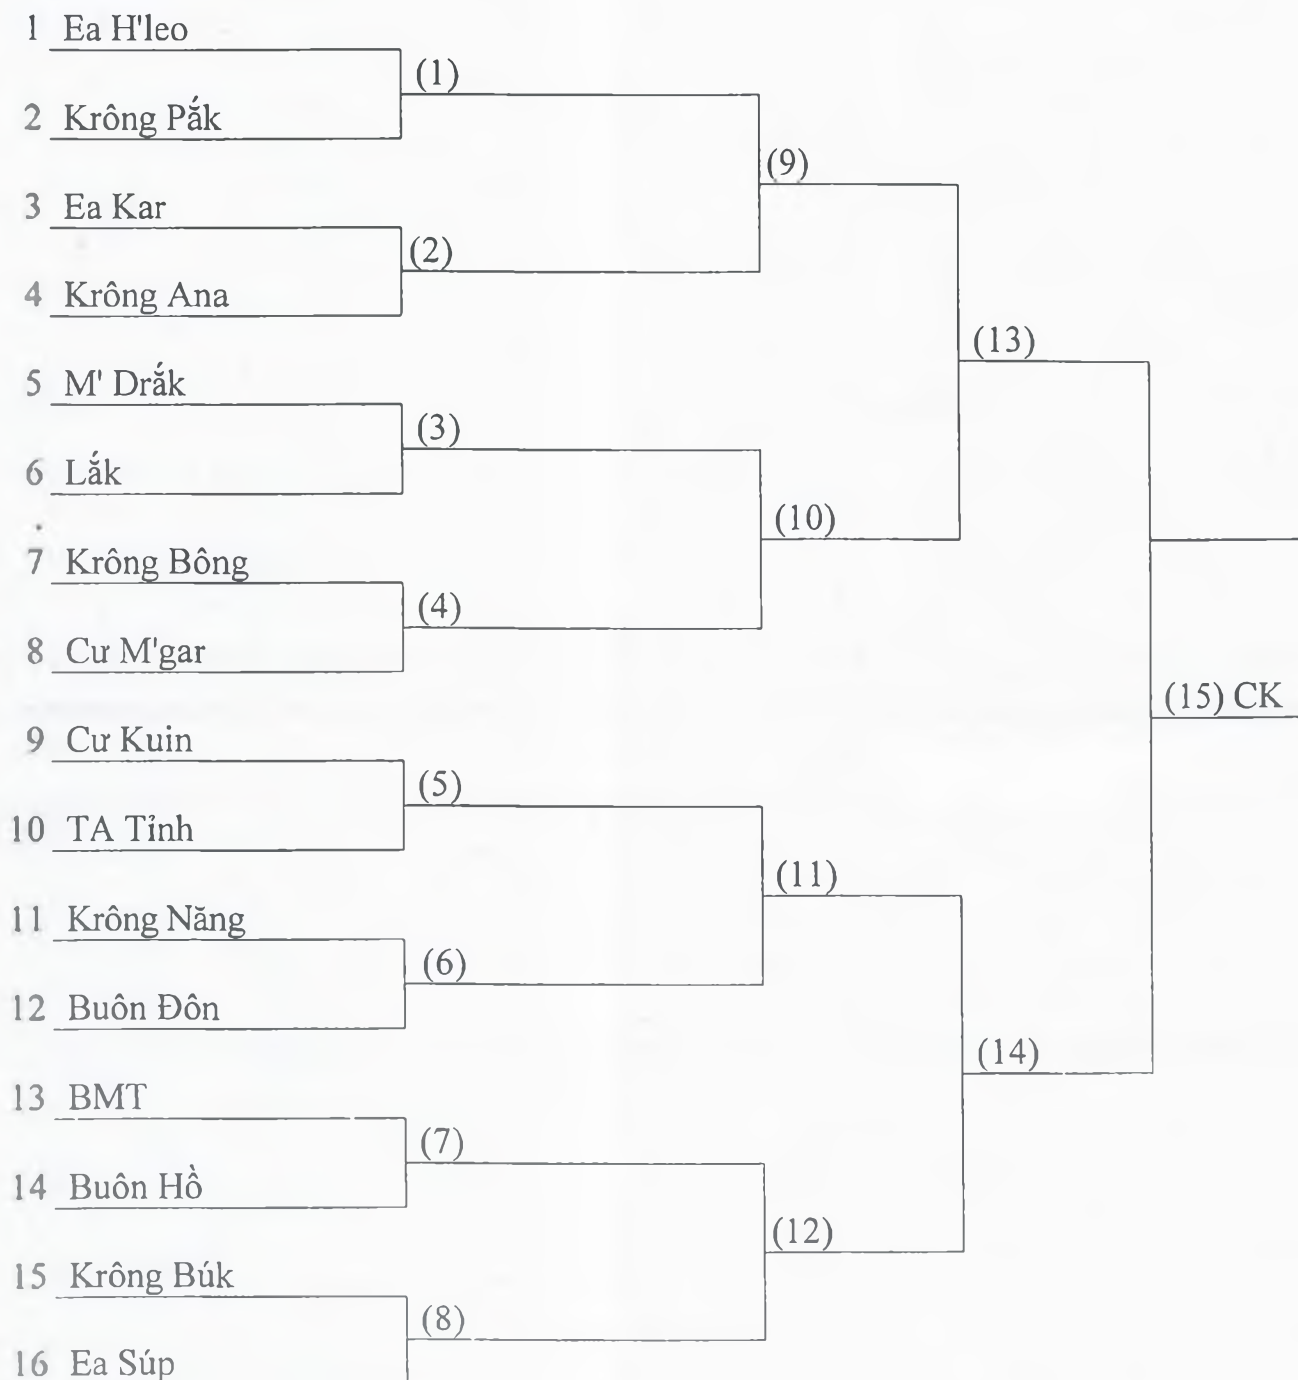 1 Ea H'leo
(1)
2 Krông Pắk
(9)
3 Ea Kar
(2)
4 Krông Ana
(13)
5 M' Drắk
(3)
6 Lắk
(10)
7 Krông Bông
(4)
8 Cư M'gar
(15) CK
9 Cư Kuin
(5)
10 TA Tỉnh
(11)
11 Krông Năng
(6)
12 Buôn Đôn
(14)
13 BMT
(7)
14 Buôn Hồ
(12)
15 Krông Búk
(8)
16 Ea Súp